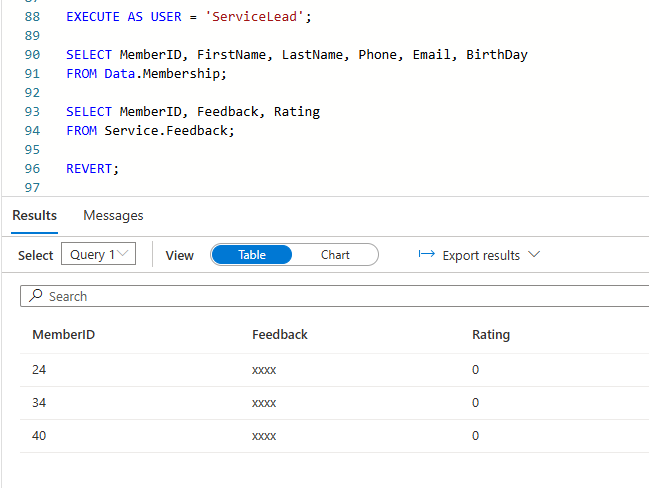 88 EXECUTE AS USER = 'ServiceLead';
89
90 SELECT MemberID, FirstName, LastName, Phone, Email, BirthDay
91 FROM Data.Membership;
92
93 SELECT MemberID, Feedback, Rating
94 FROM Service.Feedback;
95
96 REVERT;
97
Results Messages
Select Query 1 View Table Chart Export results
Search
MemberID Feedback Rating
24 xxxx 0
34 xxxx 0
40 xxxx 0